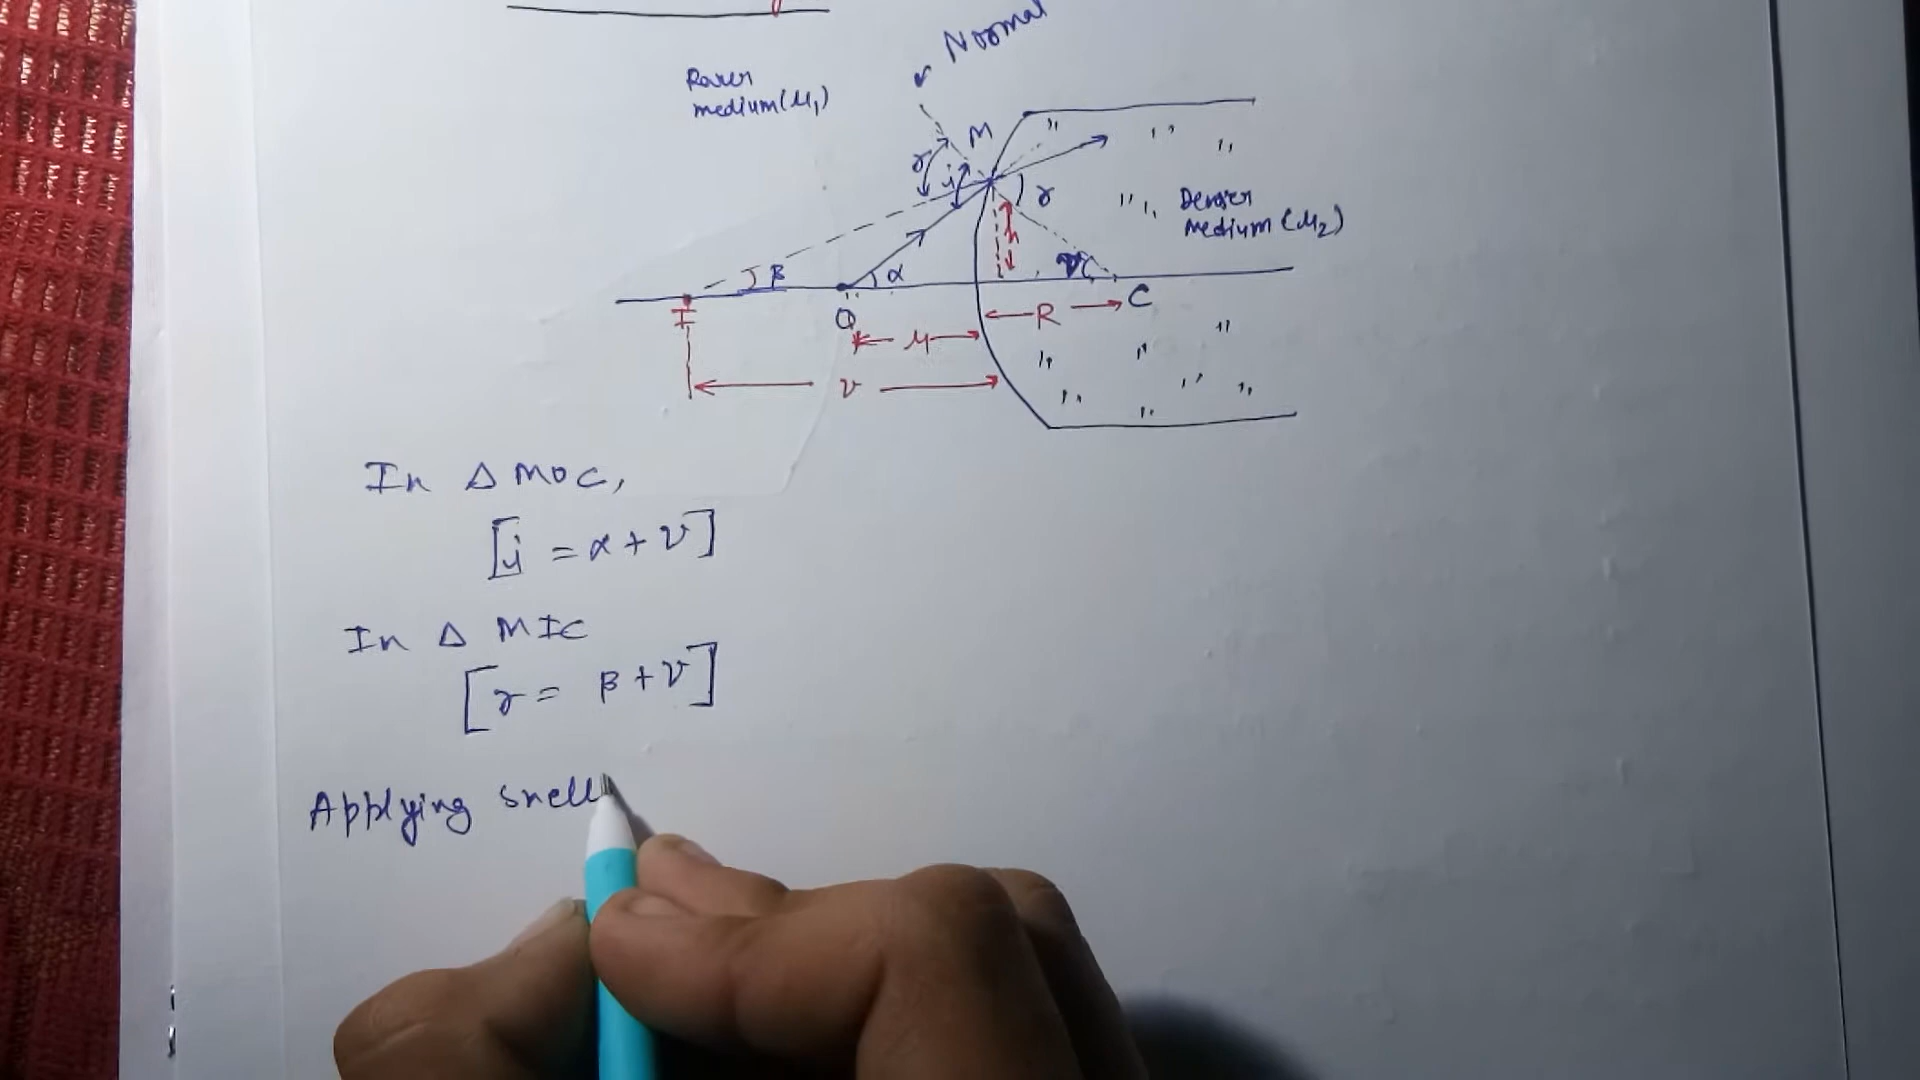 Normal
Rarer
medium (μ1)
M
r
i
r
Denser
medium (μ2)
h
β
α
I
O
C
R
u
v
In Δ MOC,
[i = α + γ]
In Δ MIC
[r = β + γ]
Applying snell